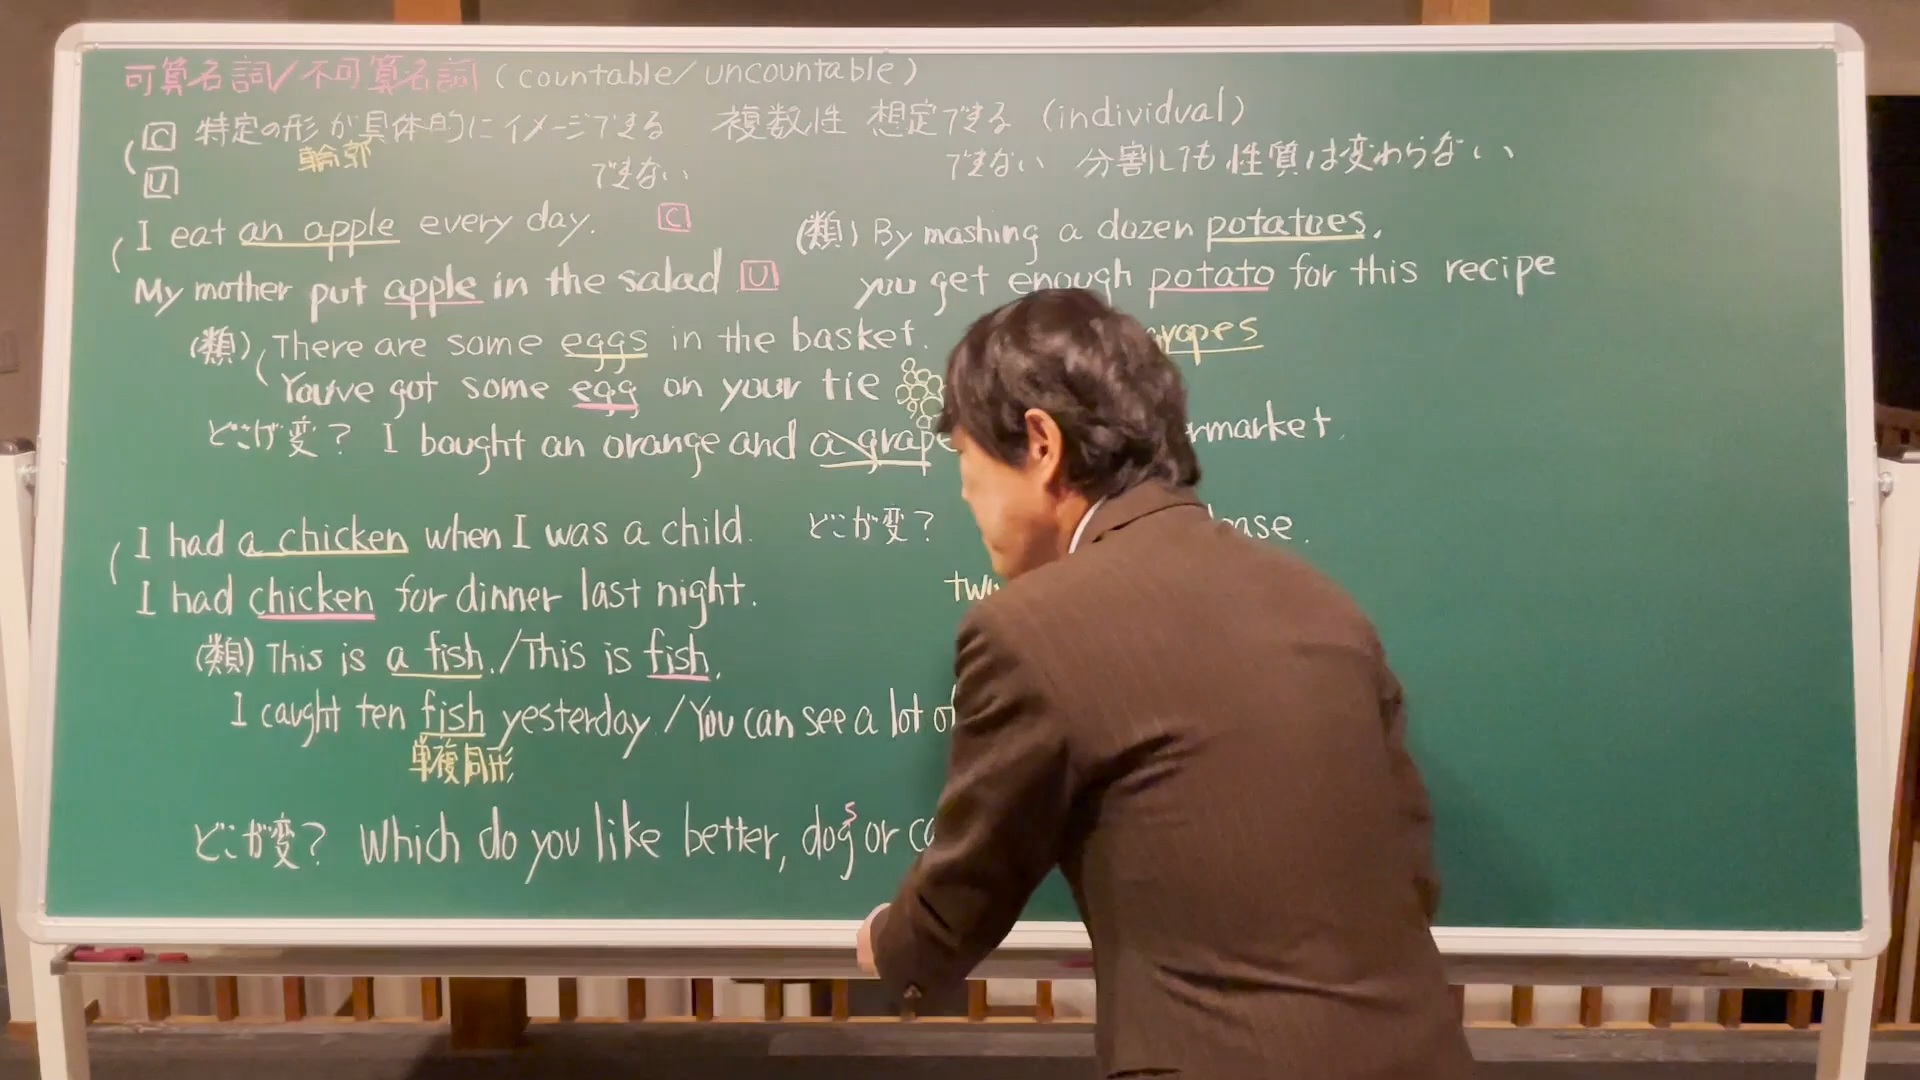 可算名詞/不可算名詞 (countable/uncountable)
C 特定の形が具体的にイメージできる 複数性 想定できる (individual)
輪郭
U できない できない 分割しても性質は変わらない
I eat an apple every day. C
My mother put apple in the salad U
(類) By mashing a dozen potatoes,
you get enough potato for this recipe
(類) There are some eggs in the basket.
You've got some egg on your tie
どこが変? I bought an orange and a grape
I had a chicken when I was a child.
I had chicken for dinner last night.
どこが変?
(類) This is a fish. / This is fish.
I caught ten fish yesterday. / You can see a lot
単複同形
どこが変? Which do you like better, dogs or